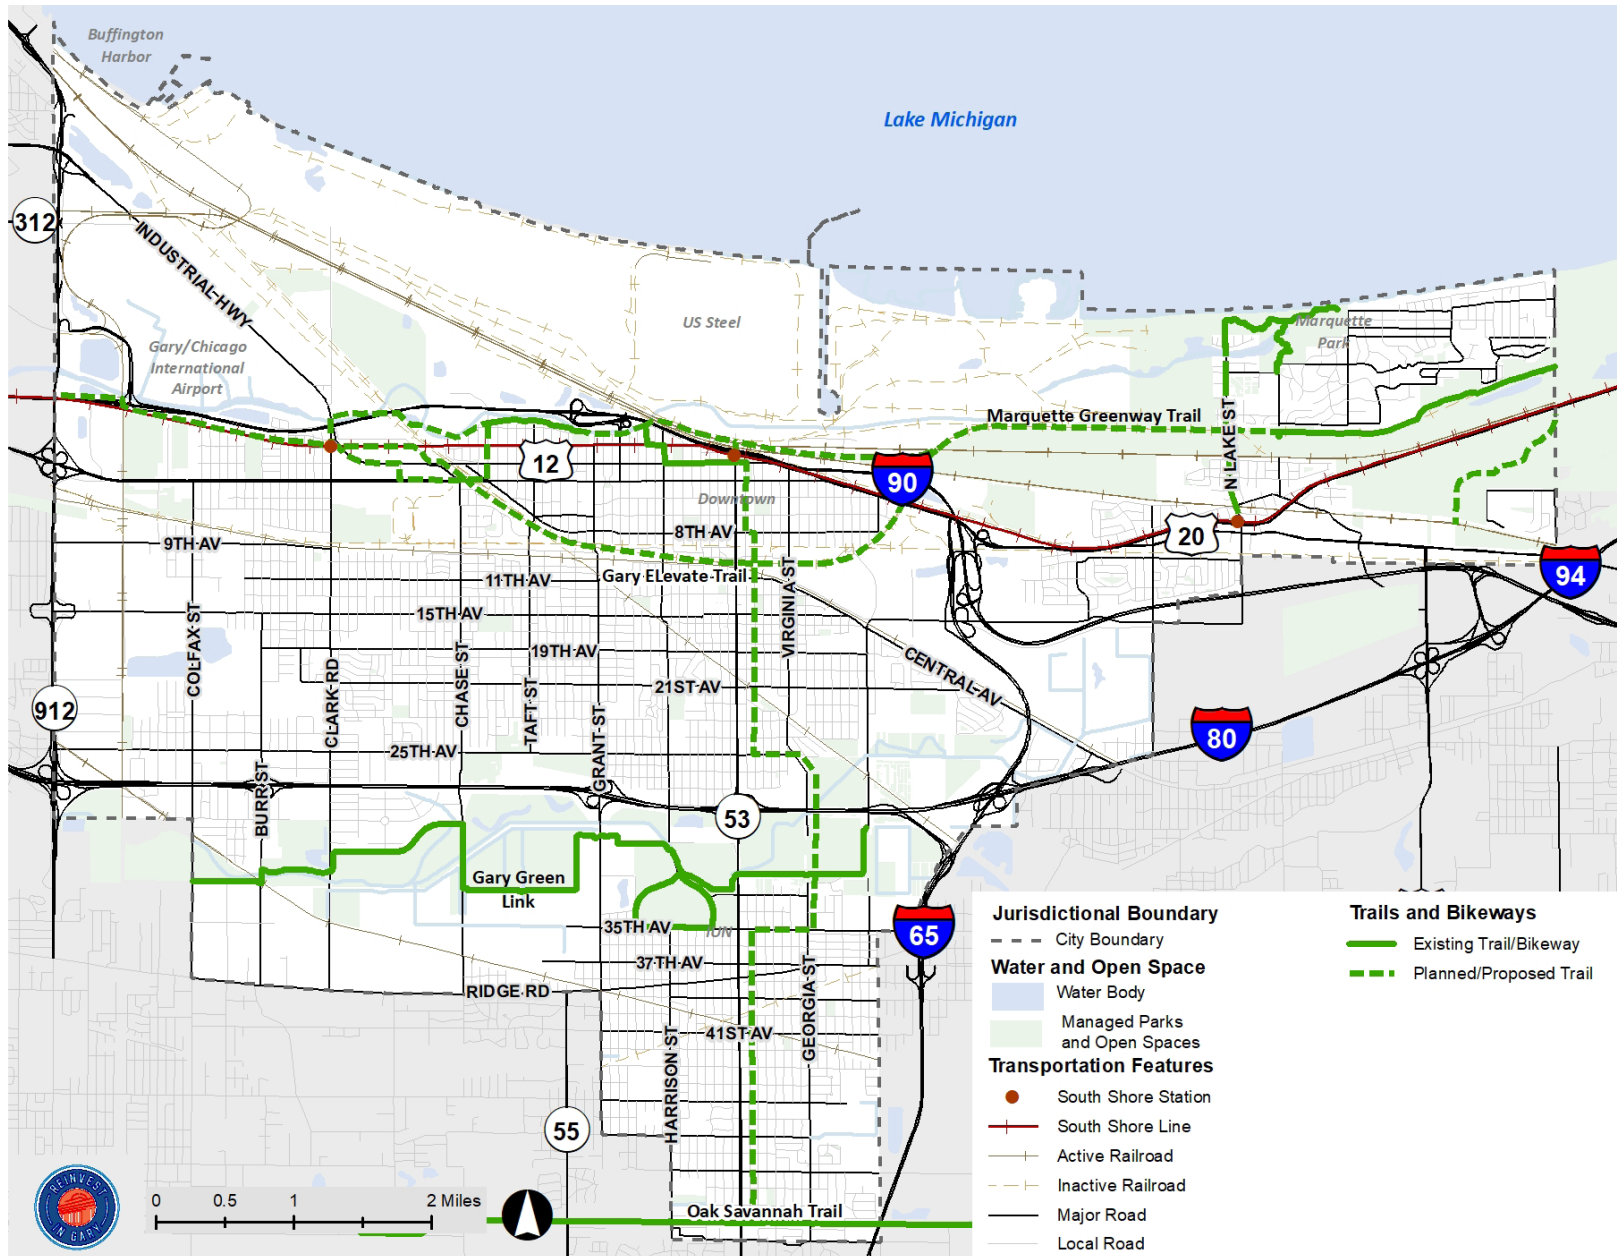 Buffington
Harbor
Lake Michigan
312
INDUSTRIAL HWY
US Steel
Marquette
Park
Gary/Chicago
International
Airport
Marquette Greenway Trail
N LAKE ST
12
90
Downtown
20
8TH AV
9TH AV
94
11TH AV
Gary ELevate Trail
15TH AV
VIRGINIA ST
COLFAX ST
19TH AV
CENTRAL AV
CLARK RD
CHASE ST
TAFT ST
21ST AV
GRANT ST
912
25TH AV
80
BURR ST
53
Gary Green
Link
35TH AV
IUN
65
37TH AV
RIDGE RD
GEORGIA ST
HARRISON ST
41ST AV
55
Oak Savannah Trail
REINVEST
IN GARY
0 0.5 1 2 Miles
Jurisdictional Boundary
City Boundary
Water and Open Space
Water Body
Managed Parks
and Open Spaces
Transportation Features
South Shore Station
South Shore Line
Active Railroad
Inactive Railroad
Major Road
Local Road
Trails and Bikeways
Existing Trail/Bikeway
Planned/Proposed Trail